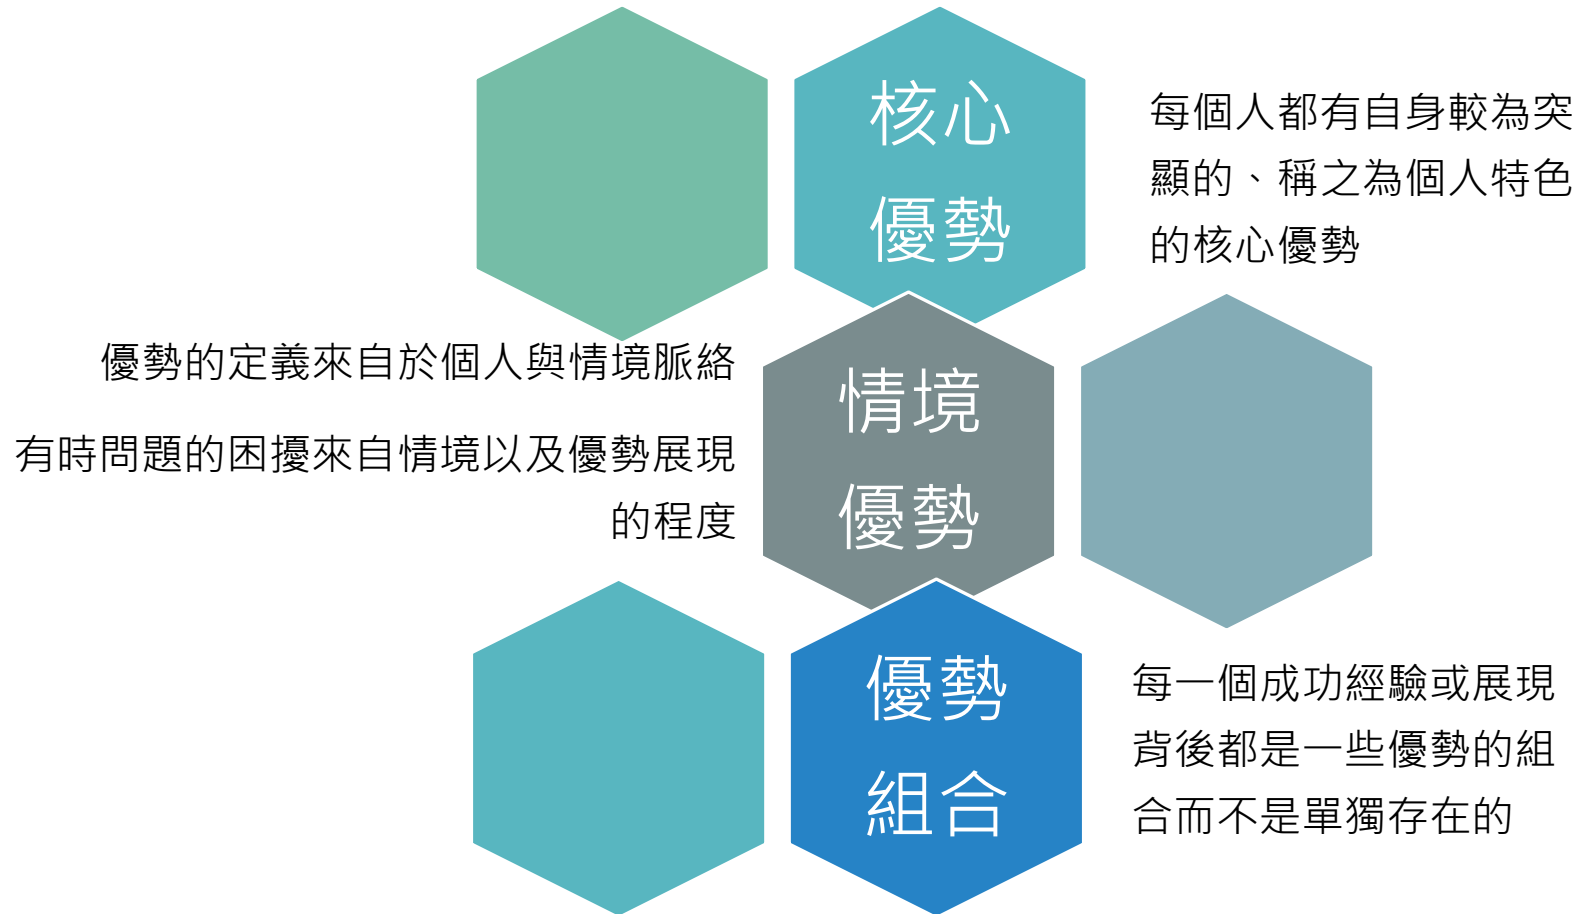 核心
優勢
每個人都有自身較為突
顯的、稱之為個人特色
的核心優勢
優勢的定義來自於個人與情境脈絡
有時問題的困擾來自情境以及優勢展現
的程度
情境
優勢
優勢
組合
每一個成功經驗或展現
背後都是一些優勢的組
合而不是單獨存在的